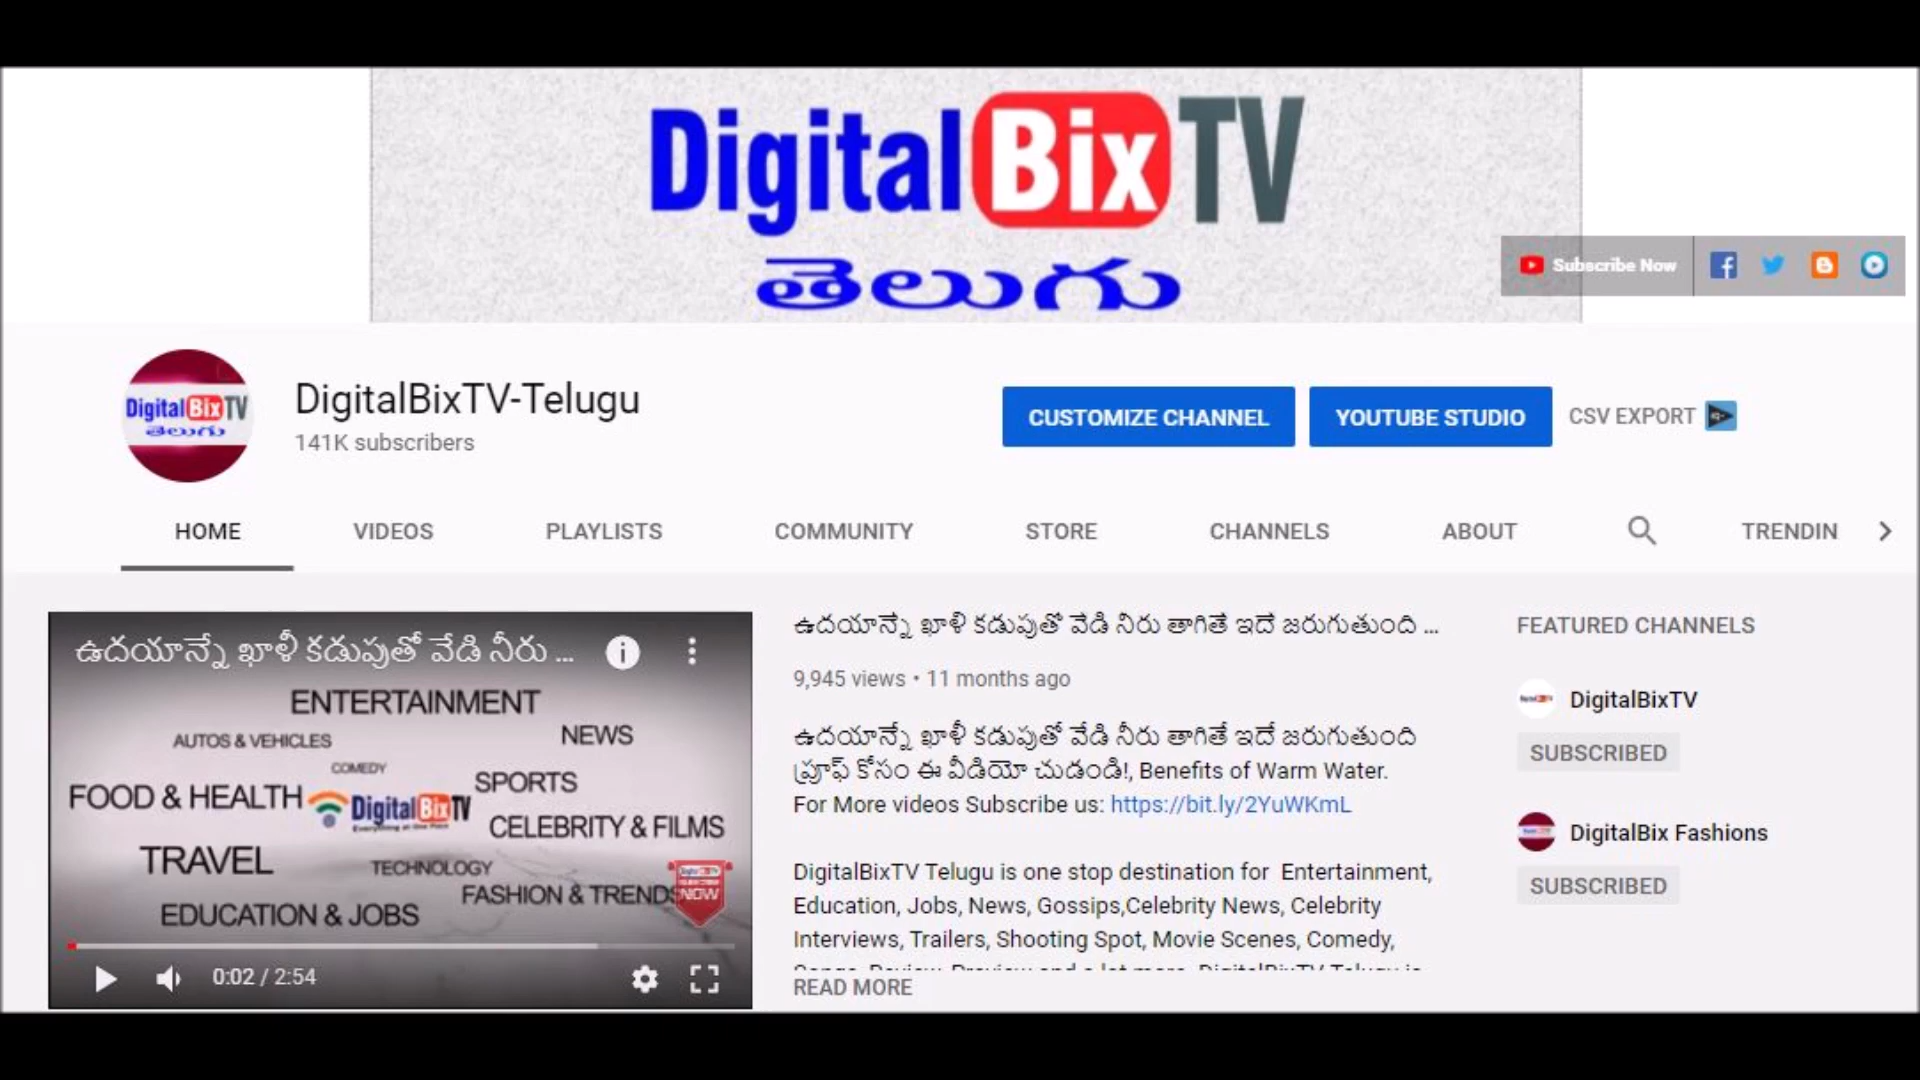 DigitalBixTV
తెలుగు
Subscribe Now
DigitalBixTV
తెలుగు
DigitalBixTV-Telugu
141K subscribers
CUSTOMIZE CHANNEL
YOUTUBE STUDIO
CSV EXPORT
HOME
VIDEOS
PLAYLISTS
COMMUNITY
STORE
CHANNELS
ABOUT
TRENDIN
ఉదయాన్నే ఖాళీ కడుపుతో వేడి నీరు ...
ENTERTAINMENT
AUTOS & VEHICLES
NEWS
COMEDY
SPORTS
FOOD & HEALTH
DigitalBixTV
CELEBRITY & FILMS
TRAVEL
TECHNOLOGY
FASHION & TRENDS
NOW
EDUCATION & JOBS
0:02 / 2:54
ఉదయాన్నే ఖాళీ కడుపుతో వేడి నీరు తాగితే ఇదే జరుగుతుంది ...
9,945 views • 11 months ago
ఉదయాన్నే ఖాళీ కడుపుతో వేడి నీరు తాగితే ఇదే జరుగుతుంది
ప్రూఫ్ కోసం ఈ వీడియో చుడండి!, Benefits of Warm Water.
For More videos Subscribe us: https://bit.ly/2YuWKmL
DigitalBixTV Telugu is one stop destination for Entertainment,
Education, Jobs, News, Gossips,Celebrity News, Celebrity
Interviews, Trailers, Shooting Spot, Movie Scenes, Comedy,
READ MORE
FEATURED CHANNELS
DigitalBixTV
SUBSCRIBED
DigitalBix Fashions
SUBSCRIBED